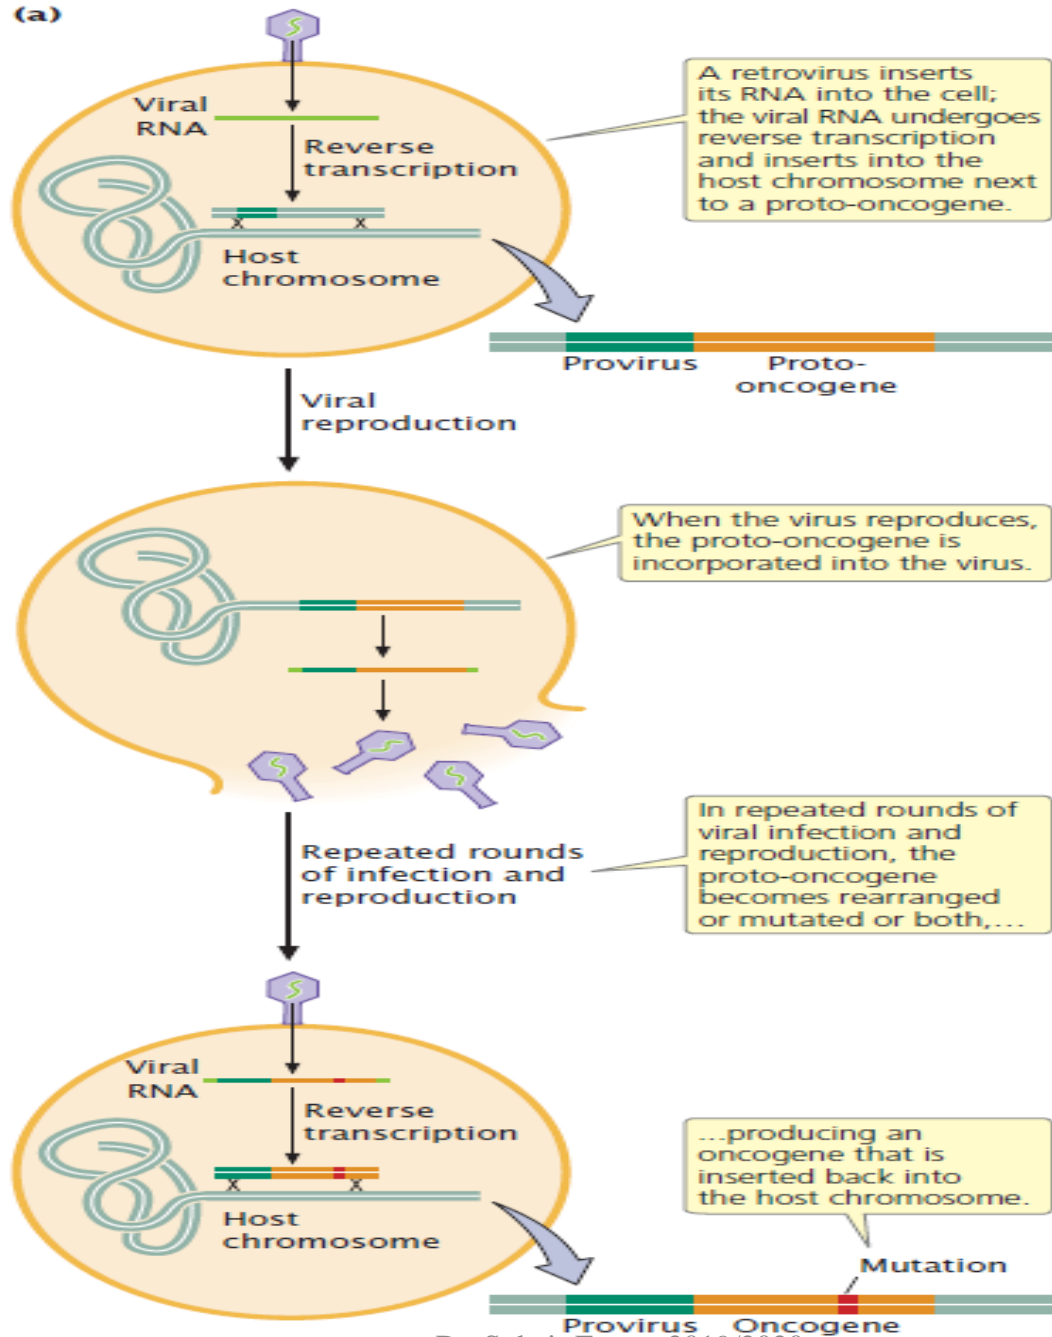 (a)
Viral
RNA
Reverse
transcription
Host
chromosome
A retrovirus inserts
its RNA into the cell;
the viral RNA undergoes
reverse transcription
and inserts into the
host chromosome next
to a proto-oncogene.
Provirus
Proto-
oncogene
Viral
reproduction
When the virus reproduces,
the proto-oncogene is
incorporated into the virus.
Repeated rounds
of infection and
reproduction
In repeated rounds of
viral infection and
reproduction, the
proto-oncogene
becomes rearranged
or mutated or both,...
Viral
RNA
Reverse
transcription
Host
chromosome
...producing an
oncogene that is
inserted back into
the host chromosome.
Mutation
Provirus
Oncogene